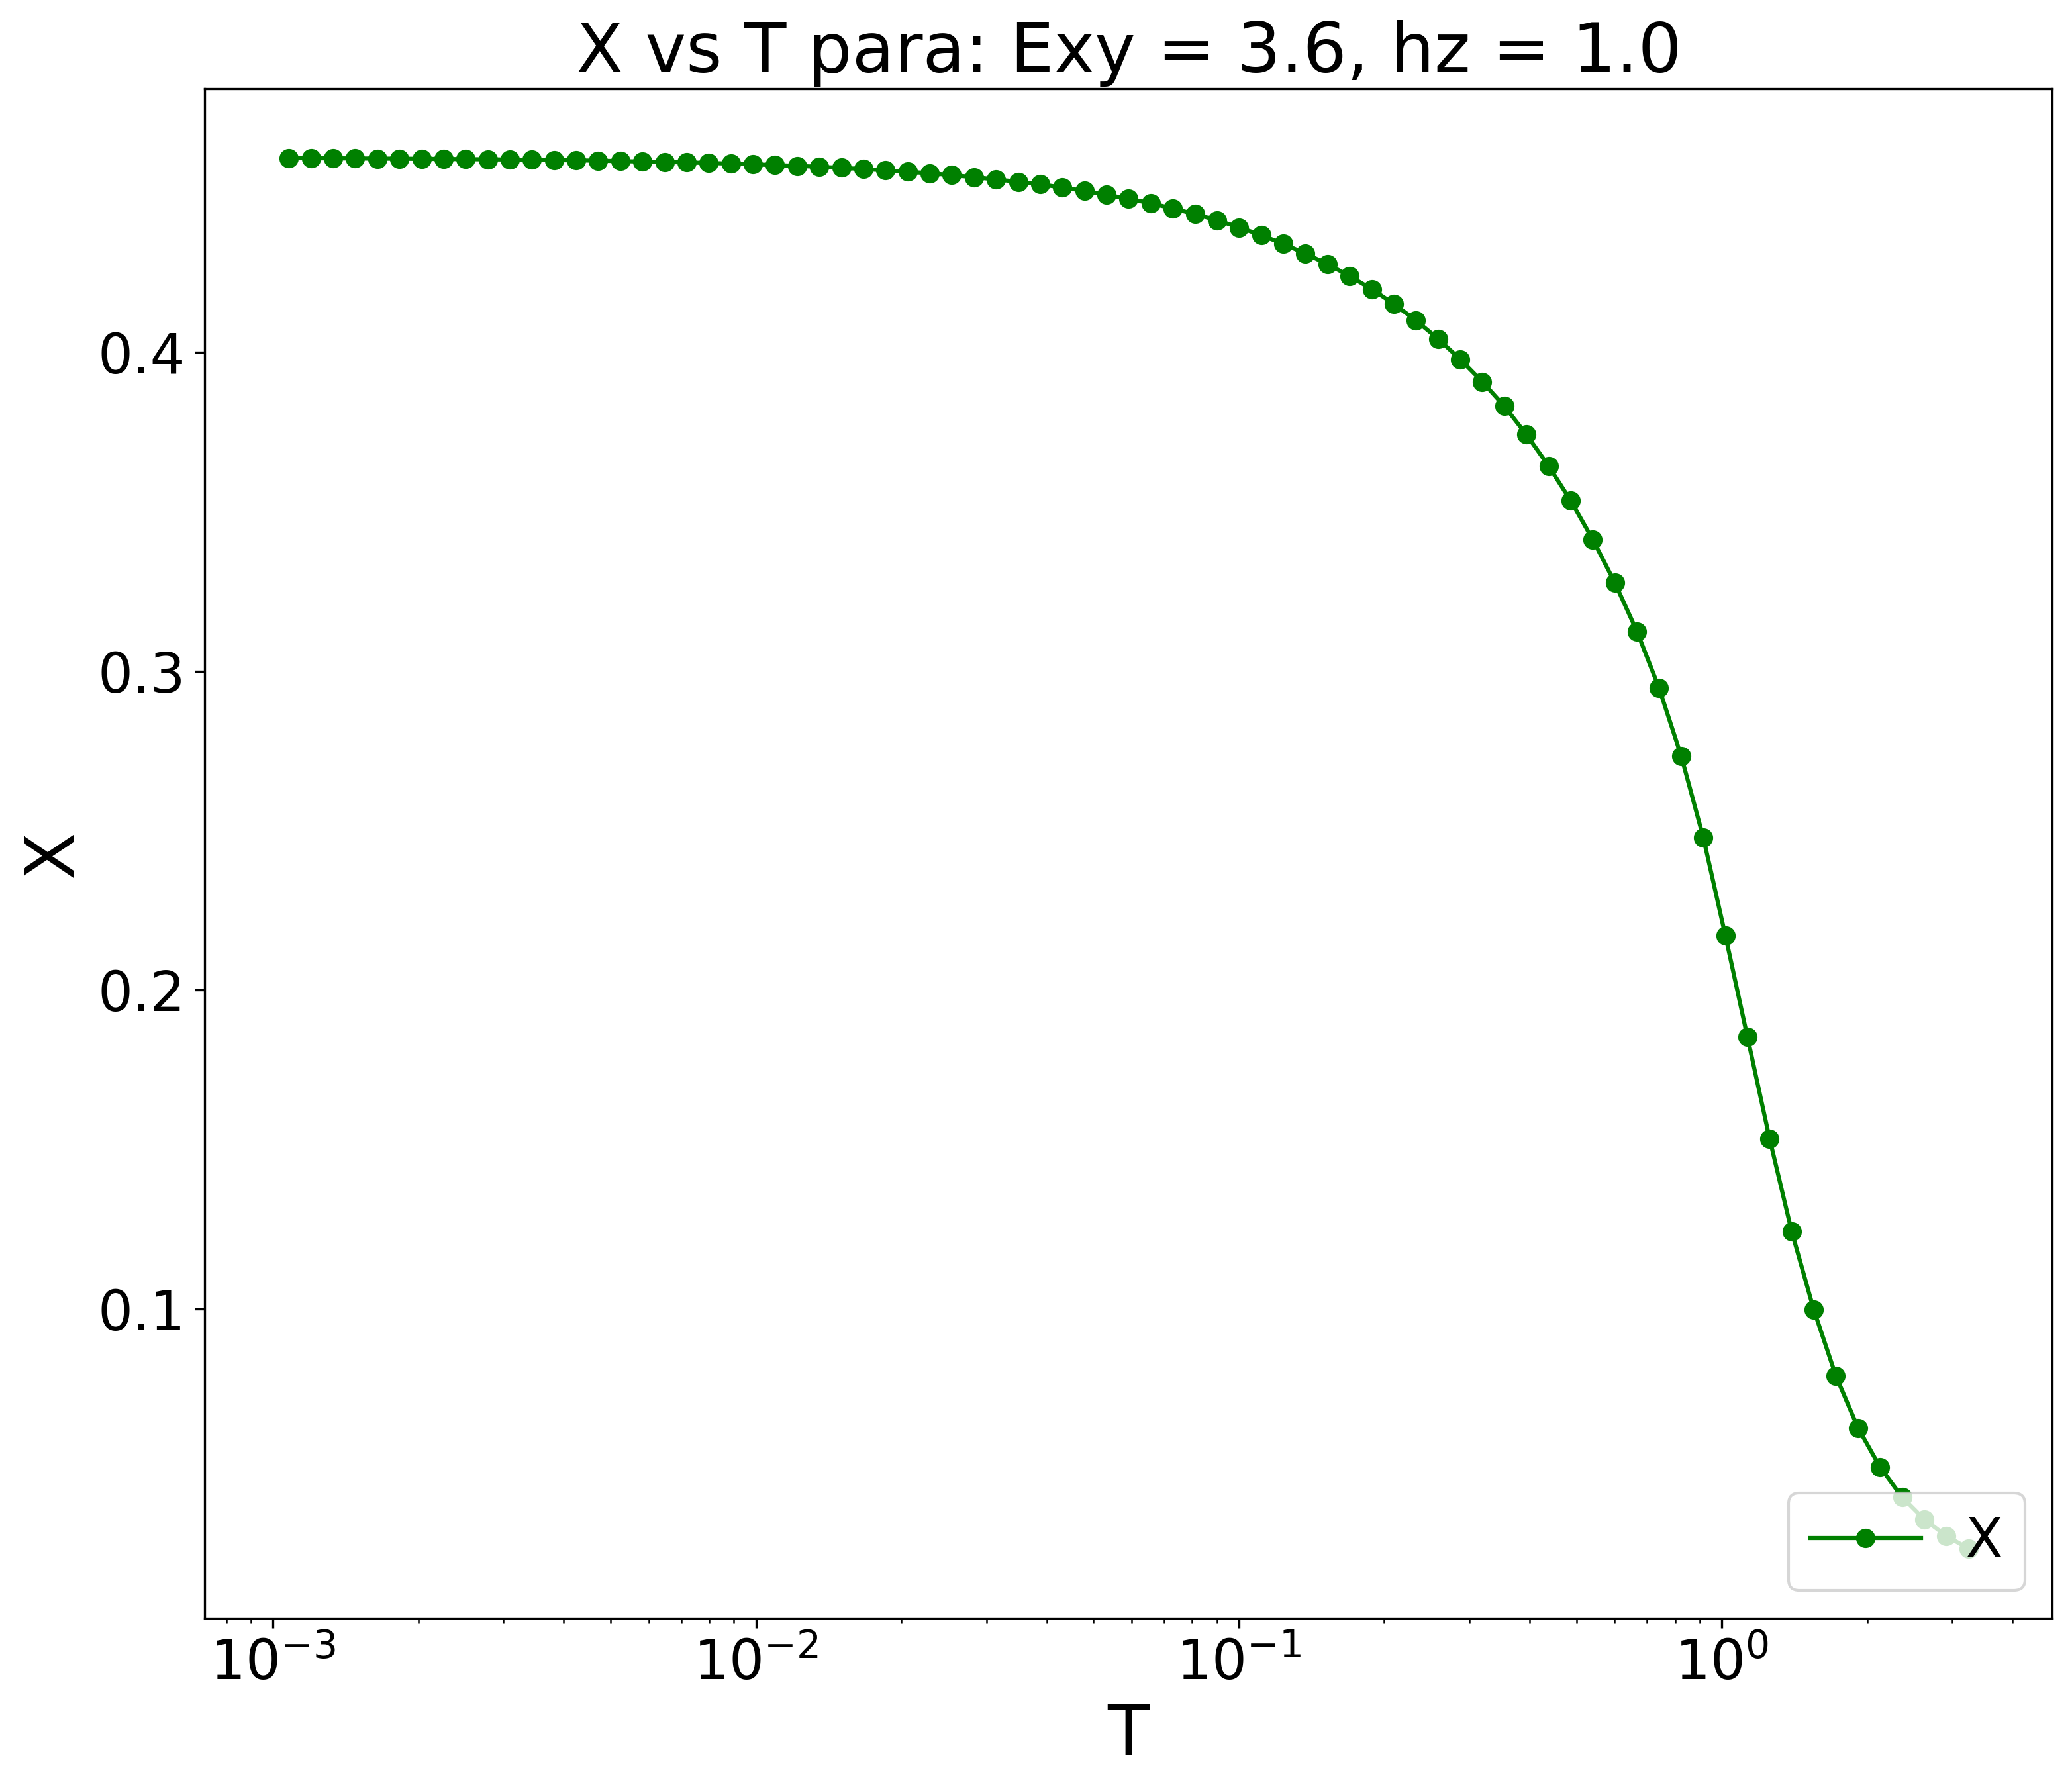 X vs T para: Exy = 3.6, hz = 1.0
X
0.4
0.3
0.2
0.1
X
10⁻³ 10⁻² 10⁻¹ 10⁰
T